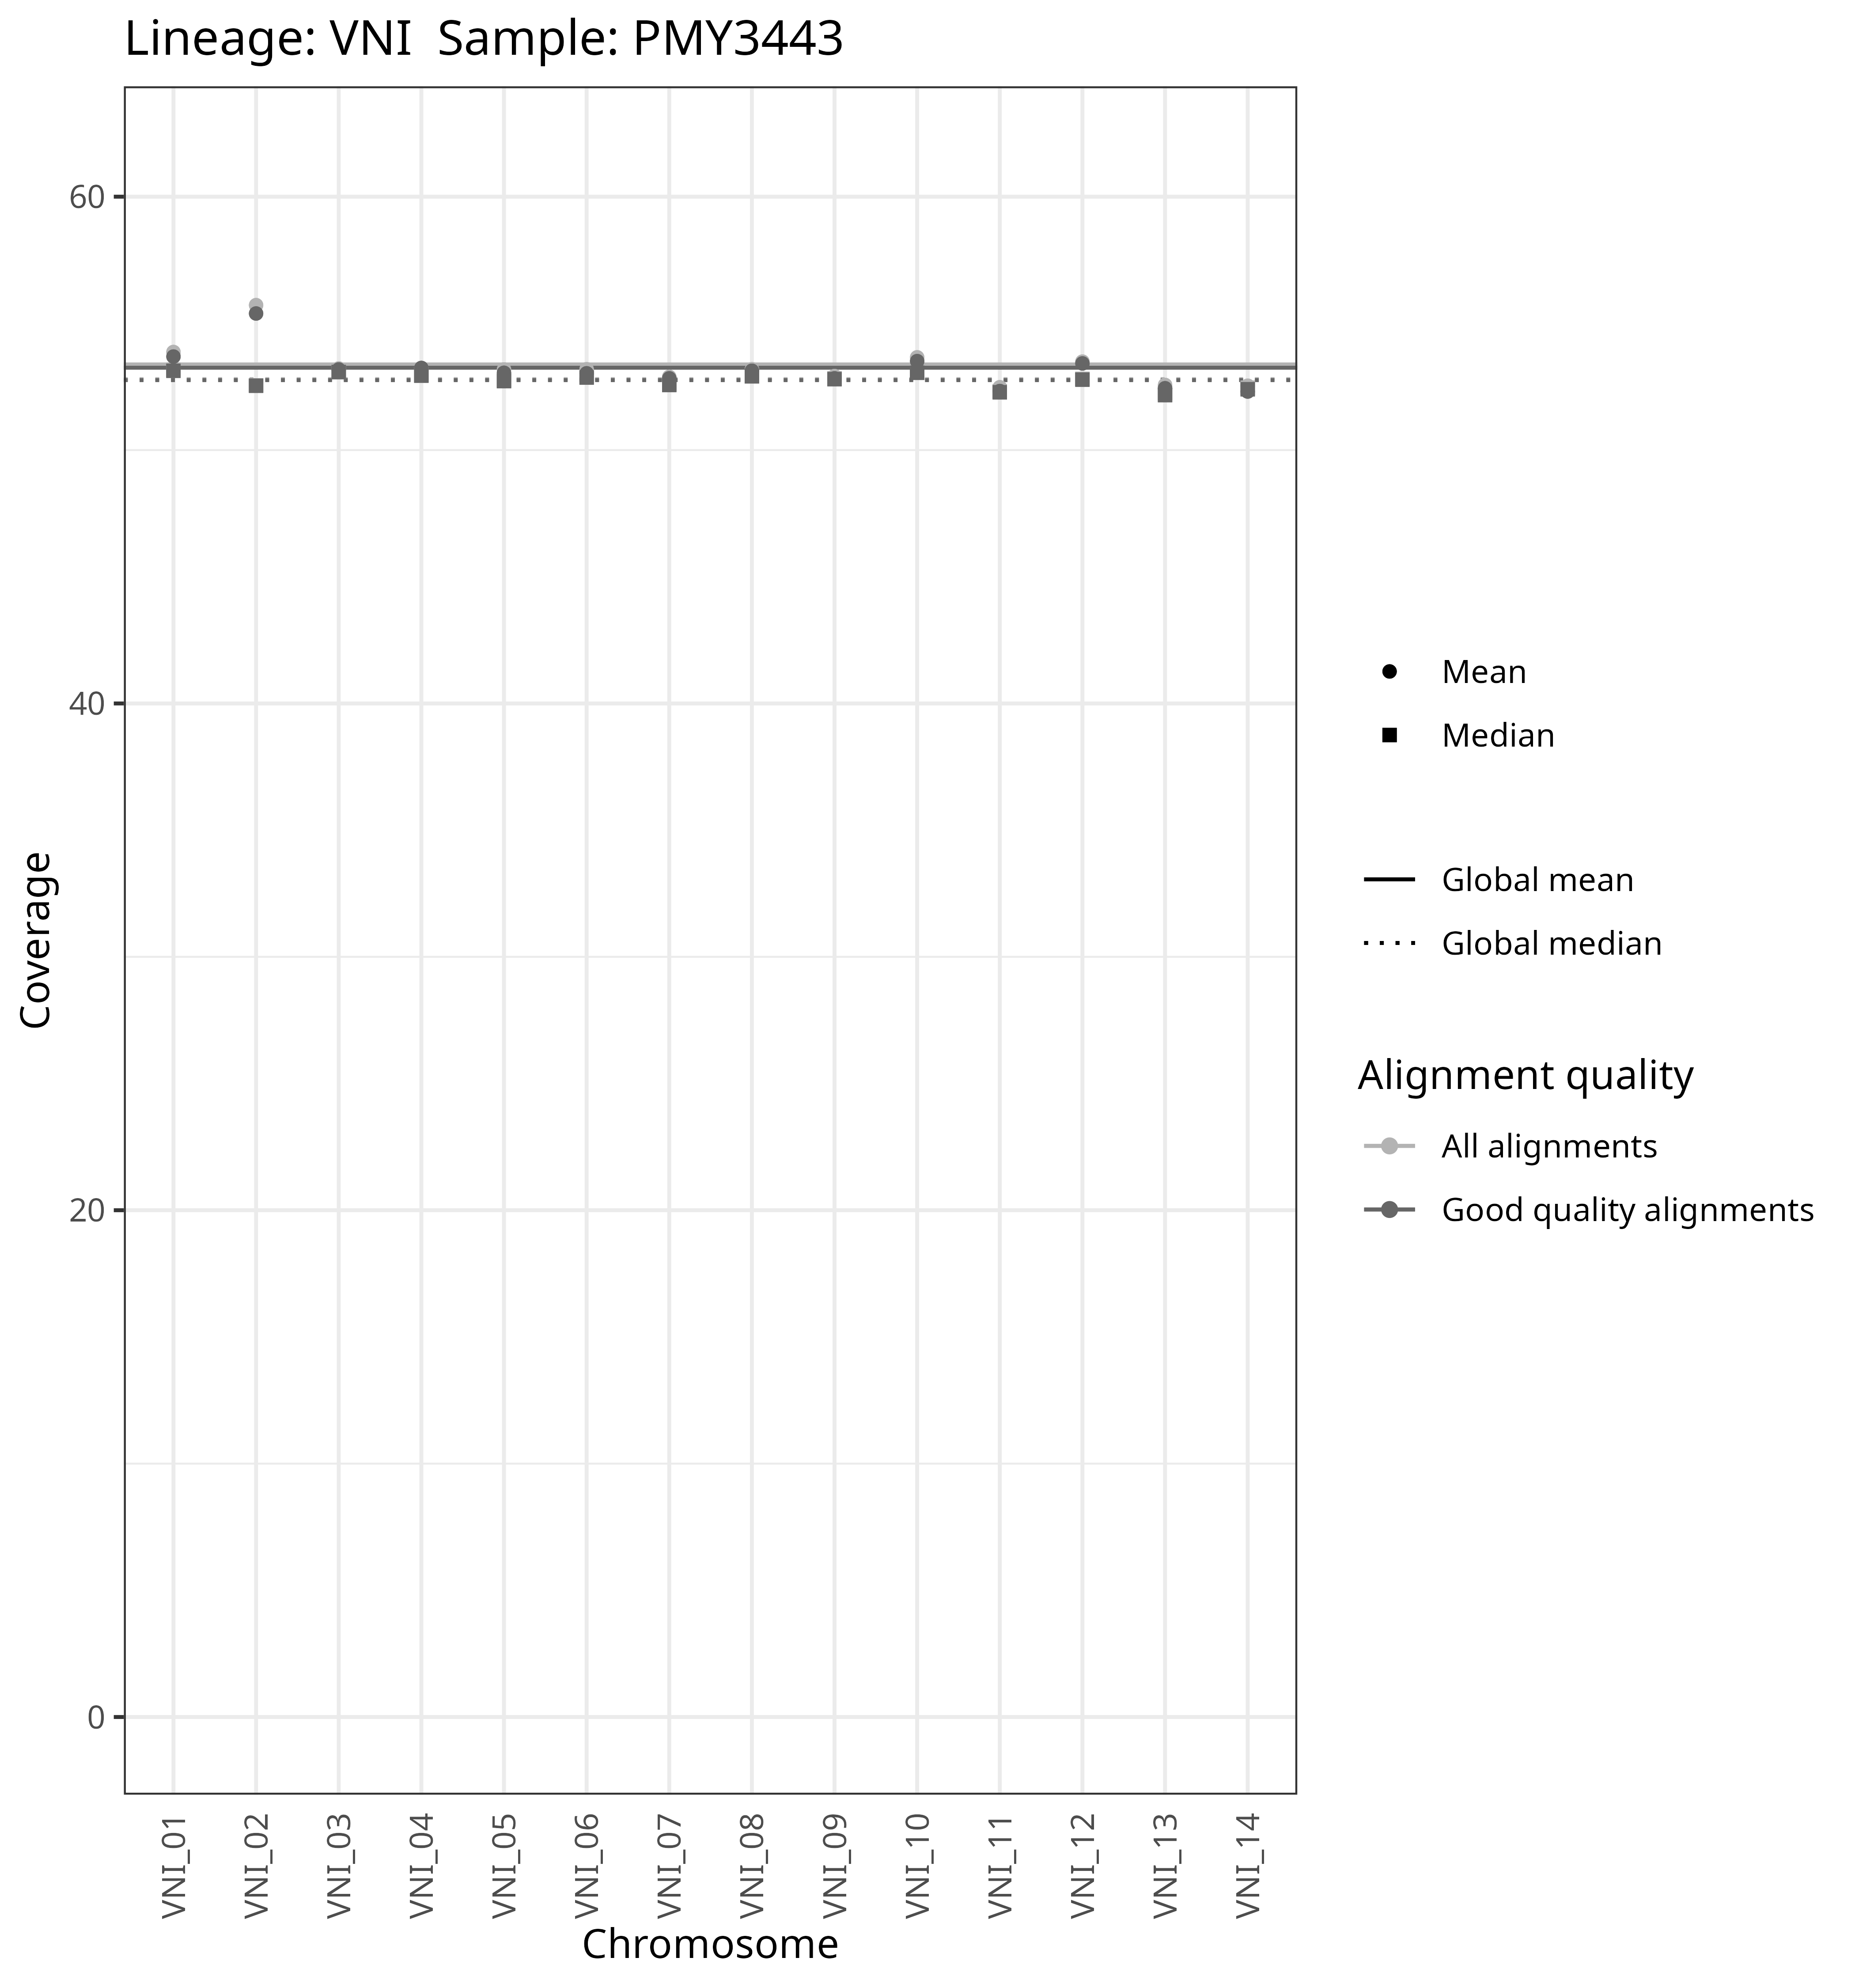 Lineage: VNI  Sample: PMY3443
60
40
20
0
Coverage
VNI_01
VNI_02
VNI_03
VNI_04
VNI_05
VNI_06
VNI_07
VNI_08
VNI_09
VNI_10
VNI_11
VNI_12
VNI_13
VNI_14
Chromosome
Mean
Median
Global mean
Global median
Alignment quality
All alignments
Good quality alignments